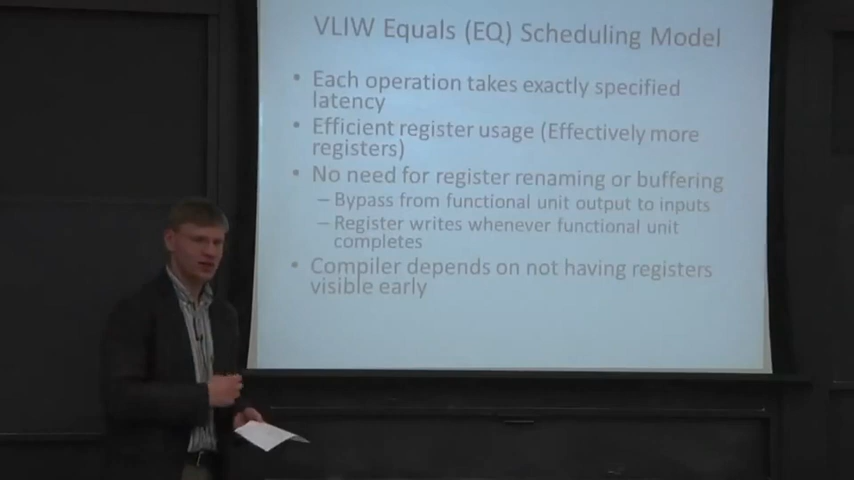 VLIW Equals (EQ) Scheduling Model
• Each operation takes exactly specified
latency
• Efficient register usage (Effectively more
registers)
• No need for register renaming or buffering
– Bypass from functional unit output to inputs
– Register writes whenever functional unit
completes
• Compiler depends on not having registers
visible early